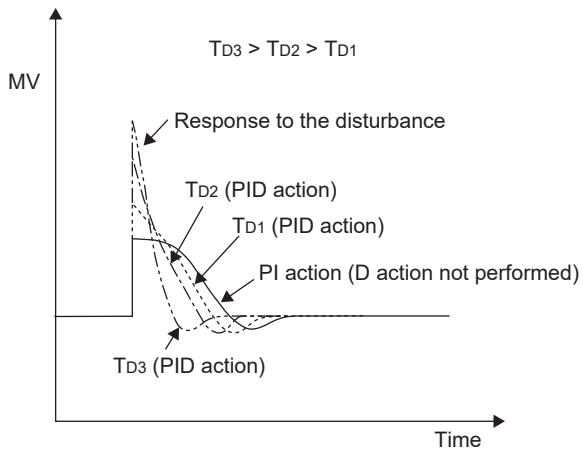 TD3 > TD2 > TD1
MV
Response to the disturbance
TD2 (PID action)
TD1 (PID action)
PI action (D action not performed)
TD3 (PID action)
Time